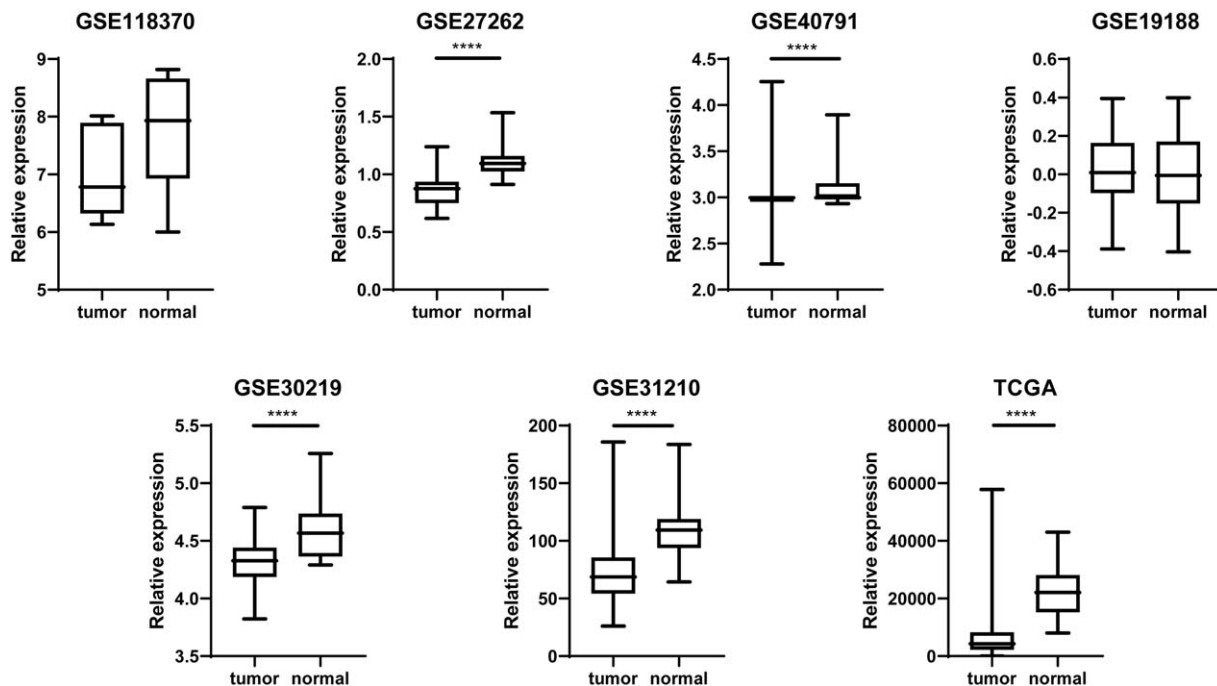 GSE118370
Relative expression
9
8
7
6
5
tumor normal
GSE27262
****
Relative expression
2.0
1.5
1.0
0.5
0.0
tumor normal
GSE40791
****
Relative expression
4.5
4.0
3.5
3.0
2.5
2.0
tumor normal
GSE19188
Relative expression
0.6
0.4
0.2
0.0
-0.2
-0.4
-0.6
tumor normal
GSE30219
****
Relative expression
5.5
5.0
4.5
4.0
3.5
tumor normal
GSE31210
****
Relative expression
200
150
100
50
0
tumor normal
TCGA
****
Relative expression
80000
60000
40000
20000
0
tumor normal